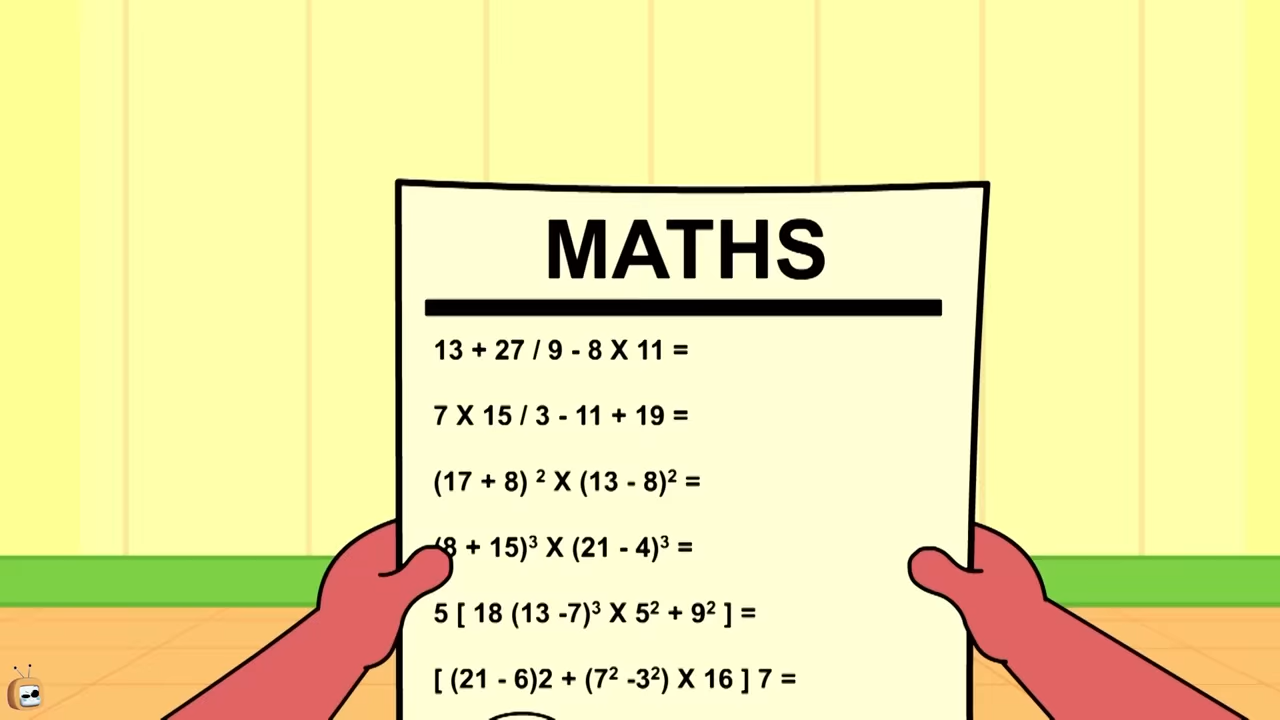 MATHS
13 + 27 / 9 - 8 X 11 =
7 X 15 / 3 - 11 + 19 =
(17 + 8) ² X (13 - 8)² =
(8 + 15)³ X (21 - 4)³ =
5 [ 18 (13 -7)³ X 5² + 9² ] =
[ (21 - 6)2 + (7² -3²) X 16 ] 7 =